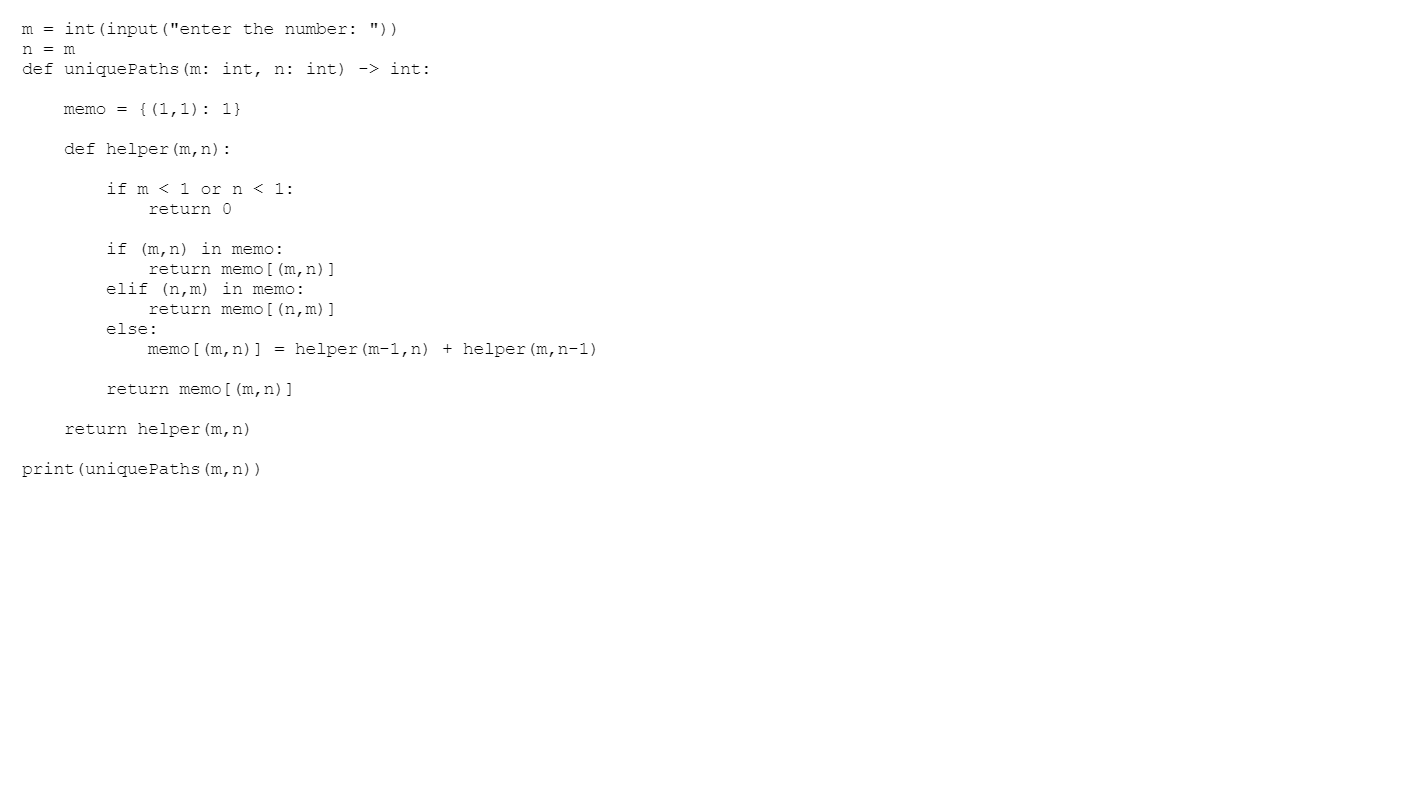 m = int(input("enter the number: "))
n = m
def uniquePaths(m: int, n: int) -> int:
    memo = {(1,1): 1}
    def helper(m,n):
        if m < 1 or n < 1:
            return 0
        if (m,n) in memo:
            return memo[(m,n)]
        elif (n,m) in memo:
            return memo[(n,m)]
        else:
            memo[(m,n)] = helper(m-1,n) + helper(m,n-1)
        return memo[(m,n)]
    return helper(m,n)
print(uniquePaths(m,n))